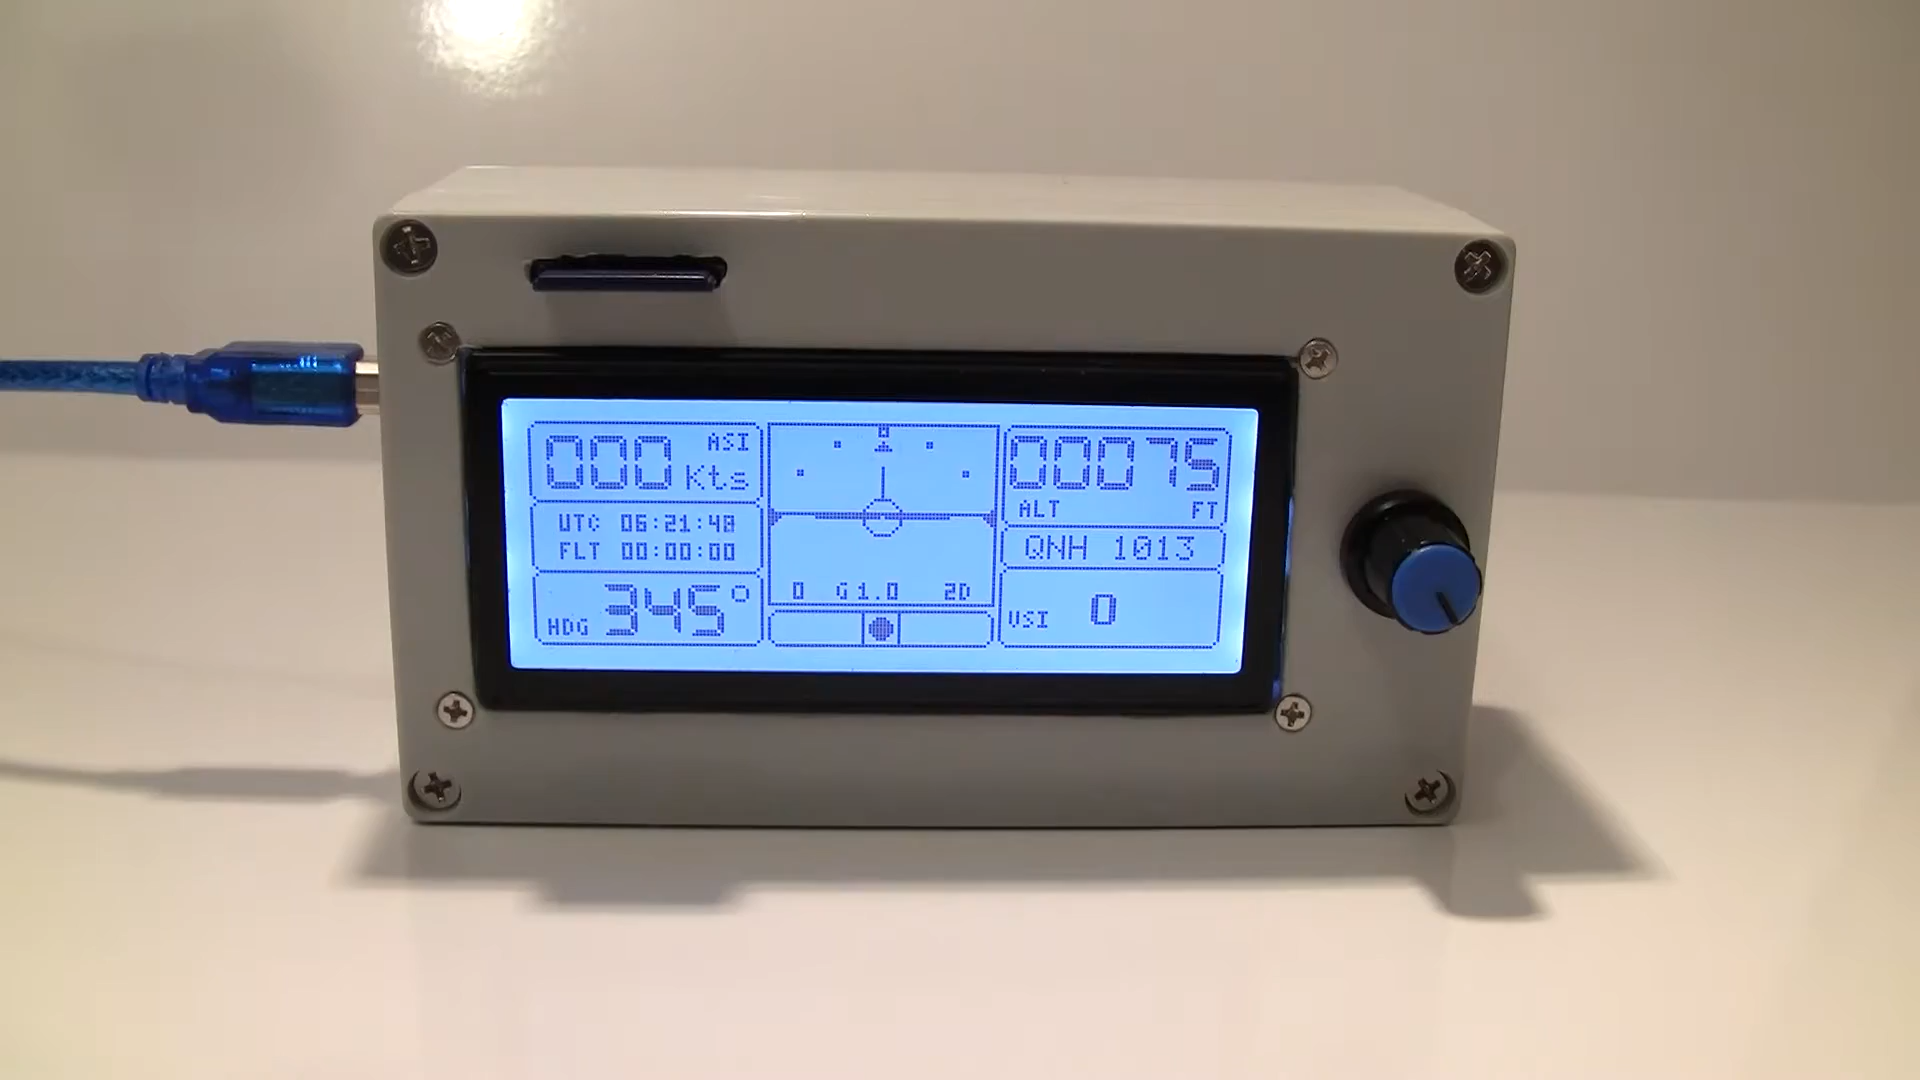 000 ASI
Kts
UTC 06:21:48
FLT 00:00:00
HDG 345°
0 G1.0 2D
00075
ALT FT
QNH 1013
VSI 0